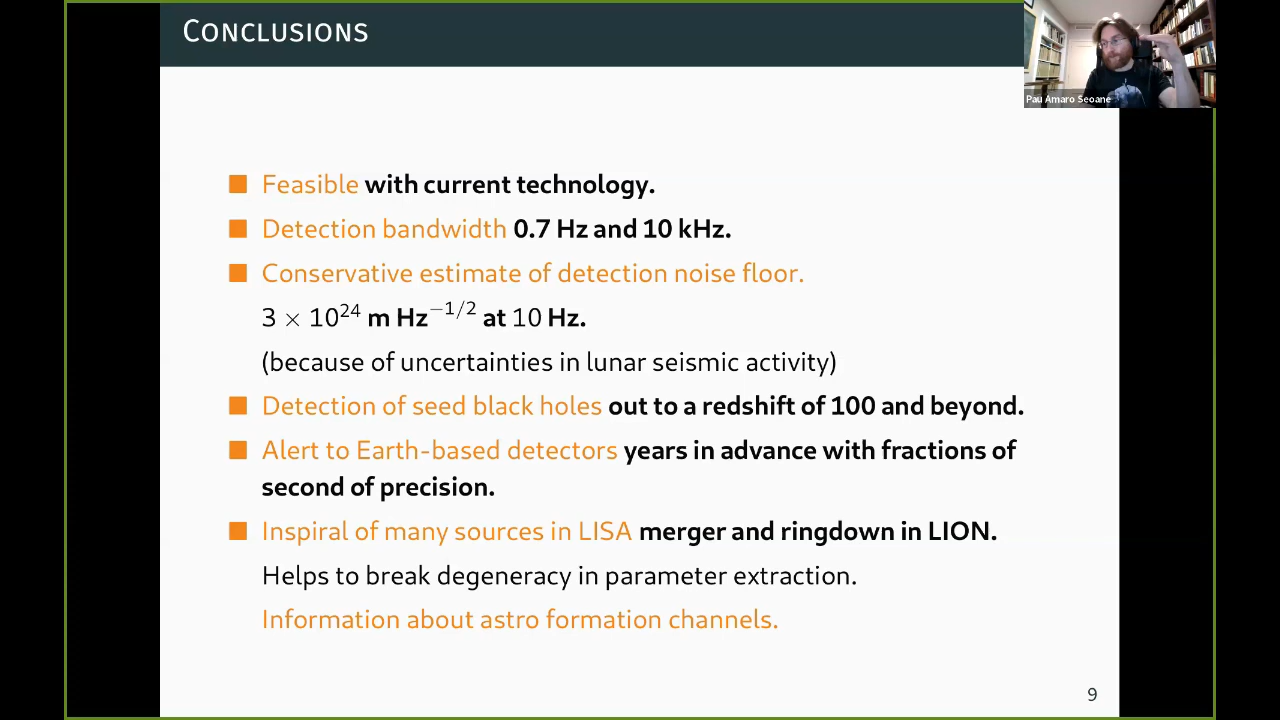 CONCLUSIONS
Pau Amaro Seoane
Feasible with current technology.
Detection bandwidth 0.7 Hz and 10 kHz.
Conservative estimate of detection noise floor.
3 × 10²⁴ m Hz⁻¹/² at 10 Hz.
(because of uncertainties in lunar seismic activity)
Detection of seed black holes out to a redshift of 100 and beyond.
Alert to Earth-based detectors years in advance with fractions of
second of precision.
Inspiral of many sources in LISA merger and ringdown in LION.
Helps to break degeneracy in parameter extraction.
Information about astro formation channels.
9